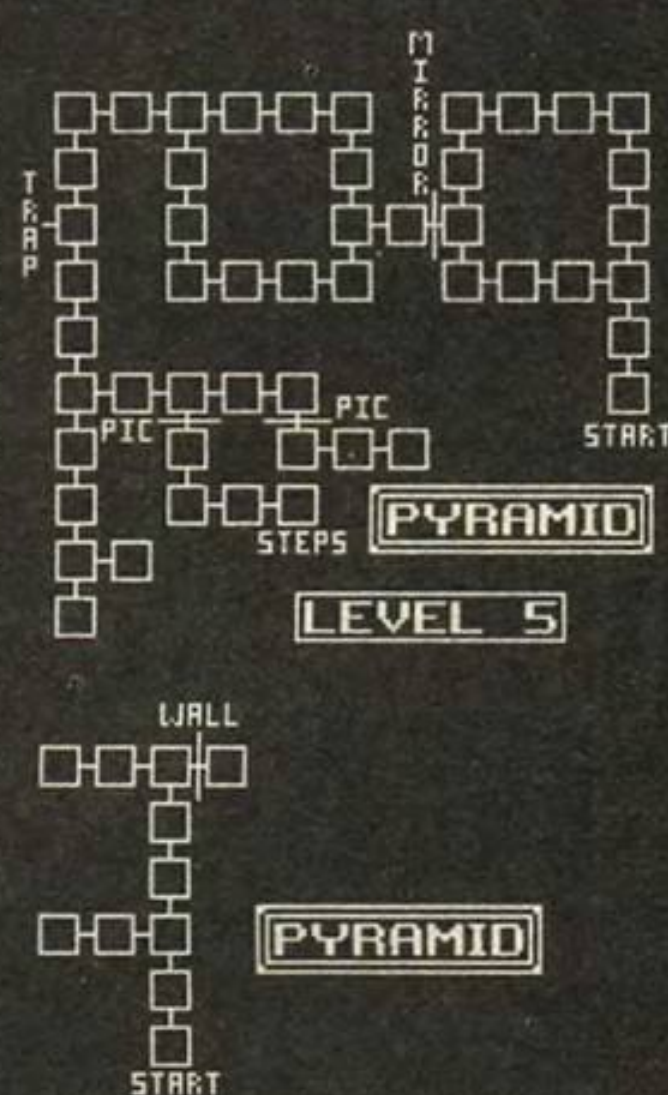 MIRROR
TRAP
PIC
PIC
START
STEPS
PYRAMID
LEVEL 5
WALL
PYRAMID
START